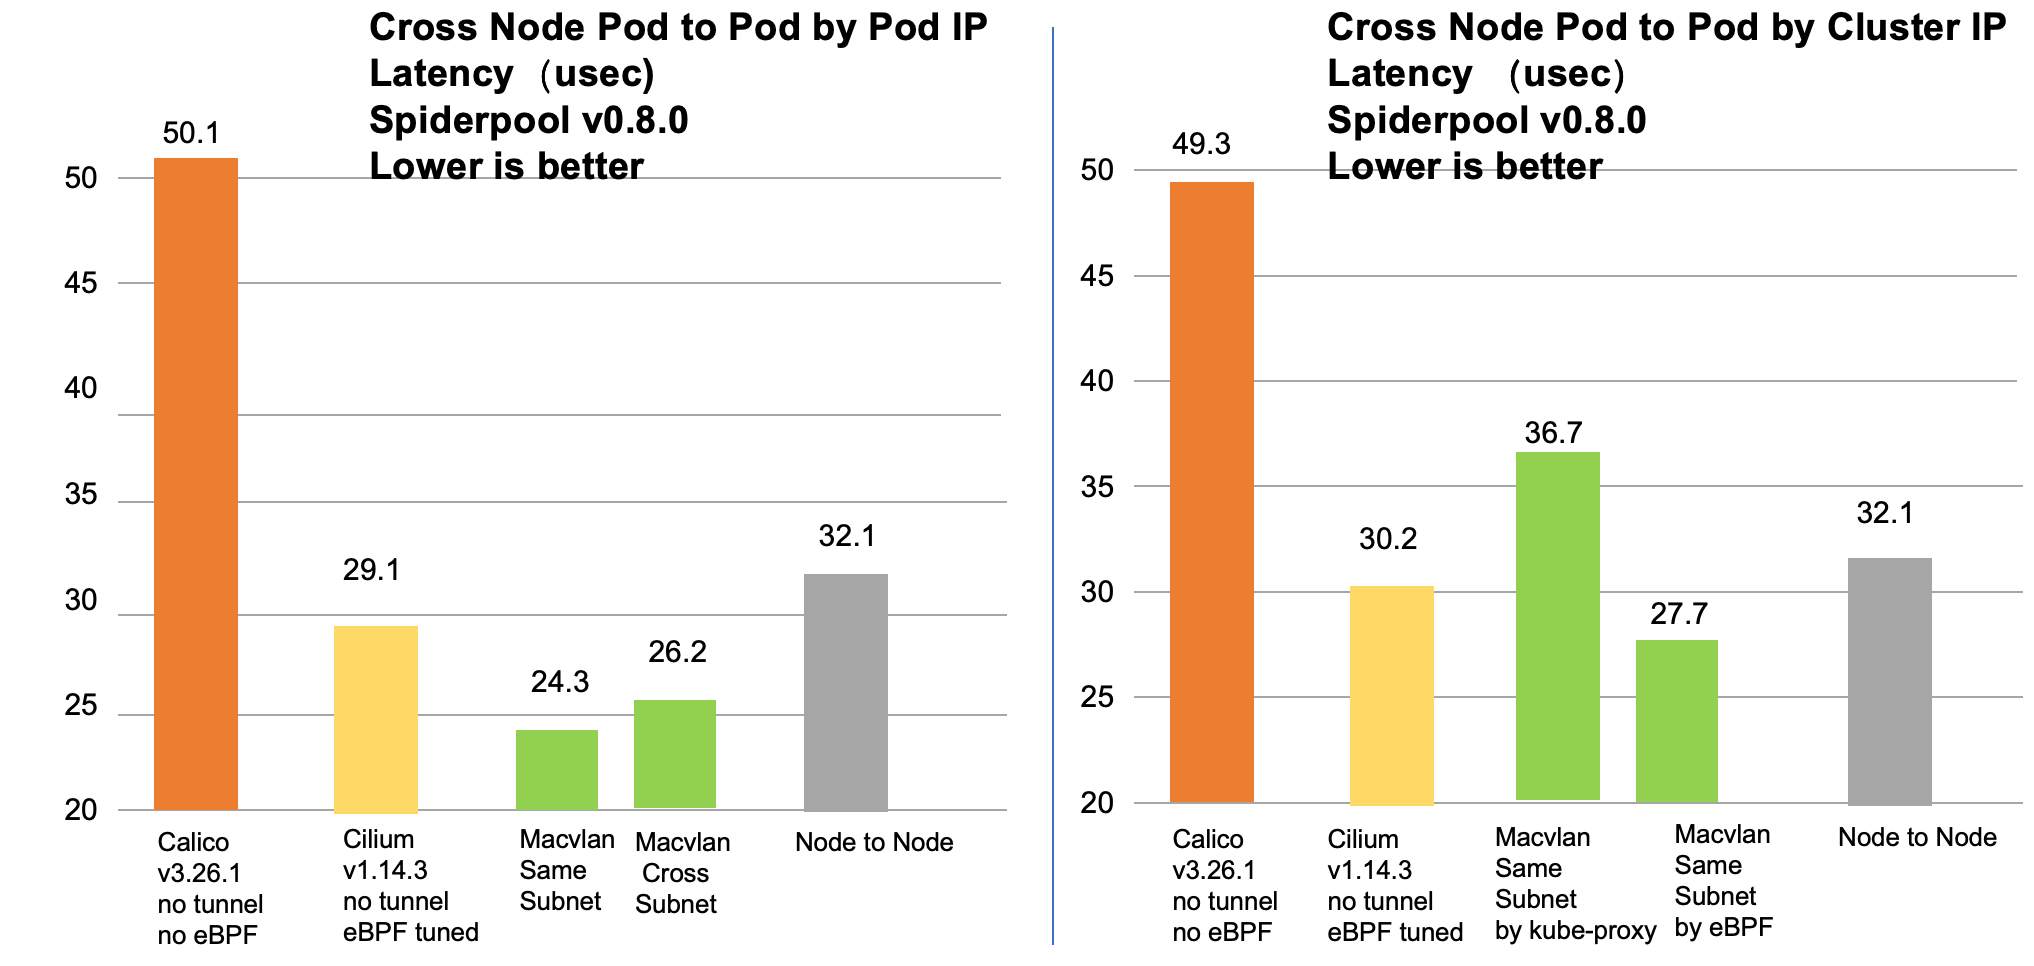 Cross Node Pod to Pod by Pod IP
Latency（usec)
Spiderpool v0.8.0
Lower is better
50.1
50
45
40
35
30
25
20
29.1
24.3
26.2
32.1
Calico
v3.26.1
no tunnel
no eBPF
Cilium
v1.14.3
no tunnel
eBPF tuned
Macvlan
Same
Subnet
Macvlan
Cross
Subnet
Node to Node
Cross Node Pod to Pod by Cluster IP
Latency （usec）
Spiderpool v0.8.0
Lower is better
49.3
50
45
40
35
30
25
20
30.2
36.7
27.7
32.1
Calico
v3.26.1
no tunnel
no eBPF
Cilium
v1.14.3
no tunnel
eBPF tuned
Macvlan
Same
Subnet
by kube-proxy
Macvlan
Same
Subnet
by eBPF
Node to Node